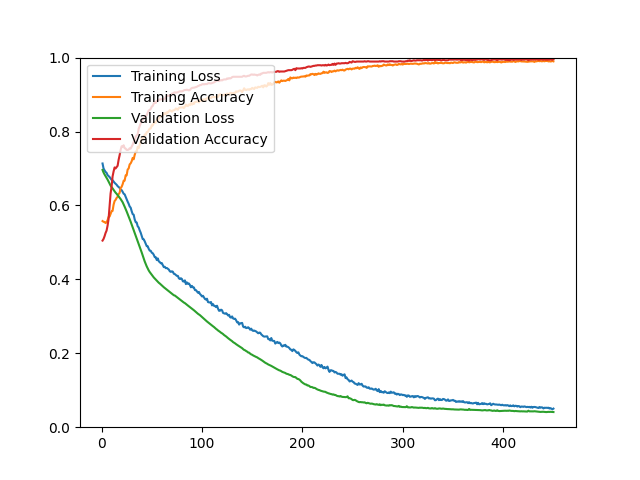 1.0
0.8
0.6
0.4
0.2
0.0
0 100 200 300 400
Training Loss
Training Accuracy
Validation Loss
Validation Accuracy